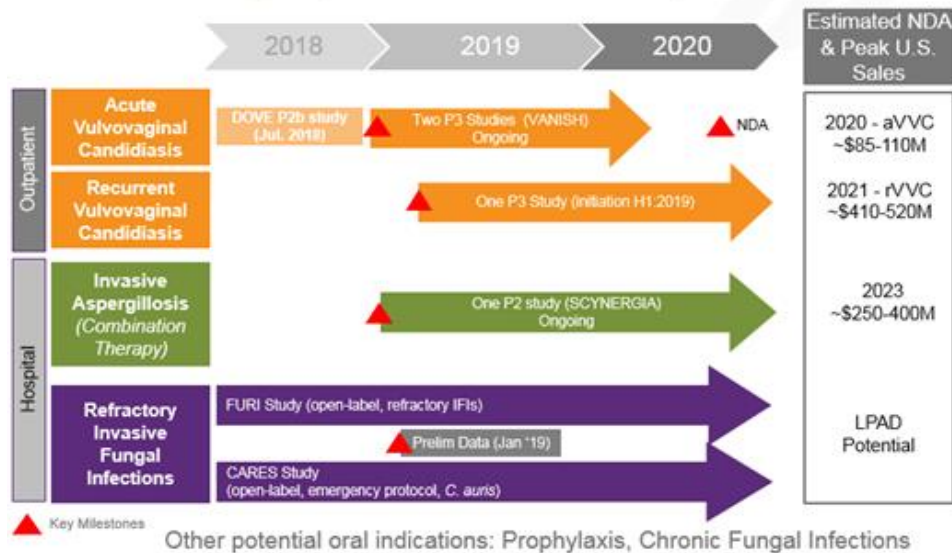 2018
2019
2020
Estimated NDA
& Peak U.S.
Sales
Outpatient
Acute
Vulvovaginal
Candidiasis
DOVE P2b study
(Jul. 2018)
Two P3 Studies (VANISH)
Ongoing
NDA
2020 - aVVC
~$85-110M
Recurrent
Vulvovaginal
Candidiasis
One P3 Study (initiation H1:2019)
2021 - rVVC
~$410-520M
Hospital
Invasive
Aspergillosis
(Combination
Therapy)
One P2 study (SCYNERGIA)
Ongoing
2023
~$250-400M
Refractory
Invasive
Fungal
Infections
FURI Study (open-label, refractory IFIs)
Prelim Data (Jan '19)
CARES Study
(open-label, emergency protocol, C. auris)
LPAD
Potential
Key Milestones
Other potential oral indications: Prophylaxis, Chronic Fungal Infections